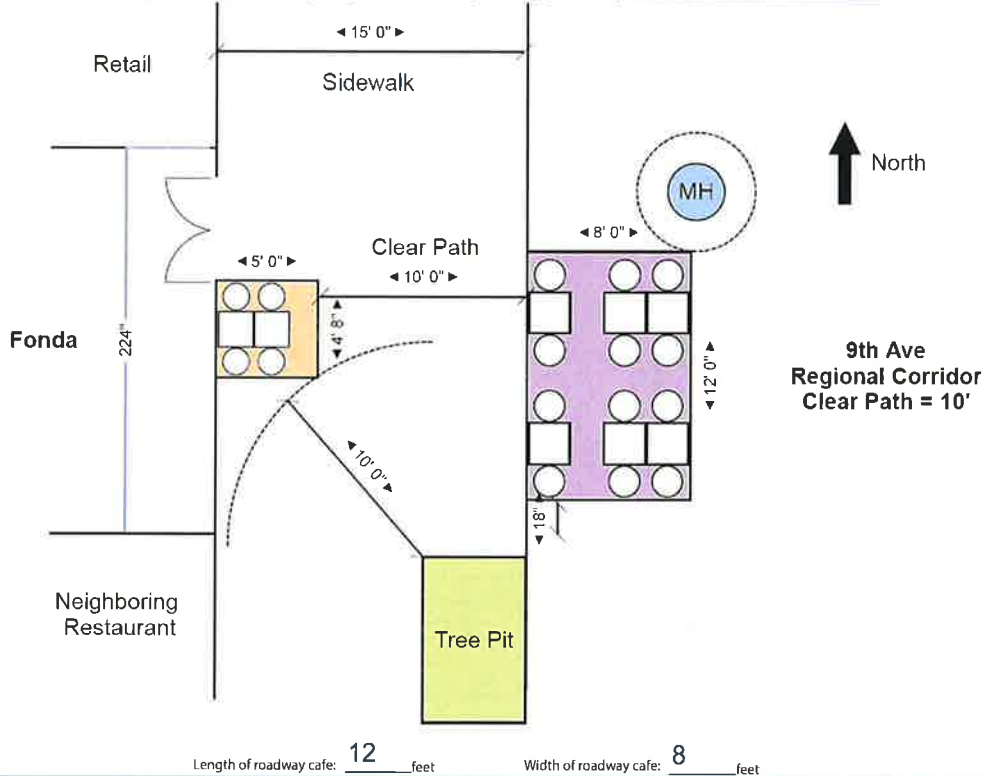 ◄ 15' 0" ►
Retail
Sidewalk
MH
North
◄ 8' 0" ►
Clear Path
◄ 5' 0" ►
◄ 10' 0" ►
◄ 4' 8" ►
Fonda
224"
◄ 12' 0" ►
9th Ave
Regional Corridor
Clear Path = 10'
◄ 10' 0" ►
◄ 18" ►
Neighboring
Restaurant
Tree Pit
Length of roadway cafe: 12 feet
Width of roadway cafe: 8 feet